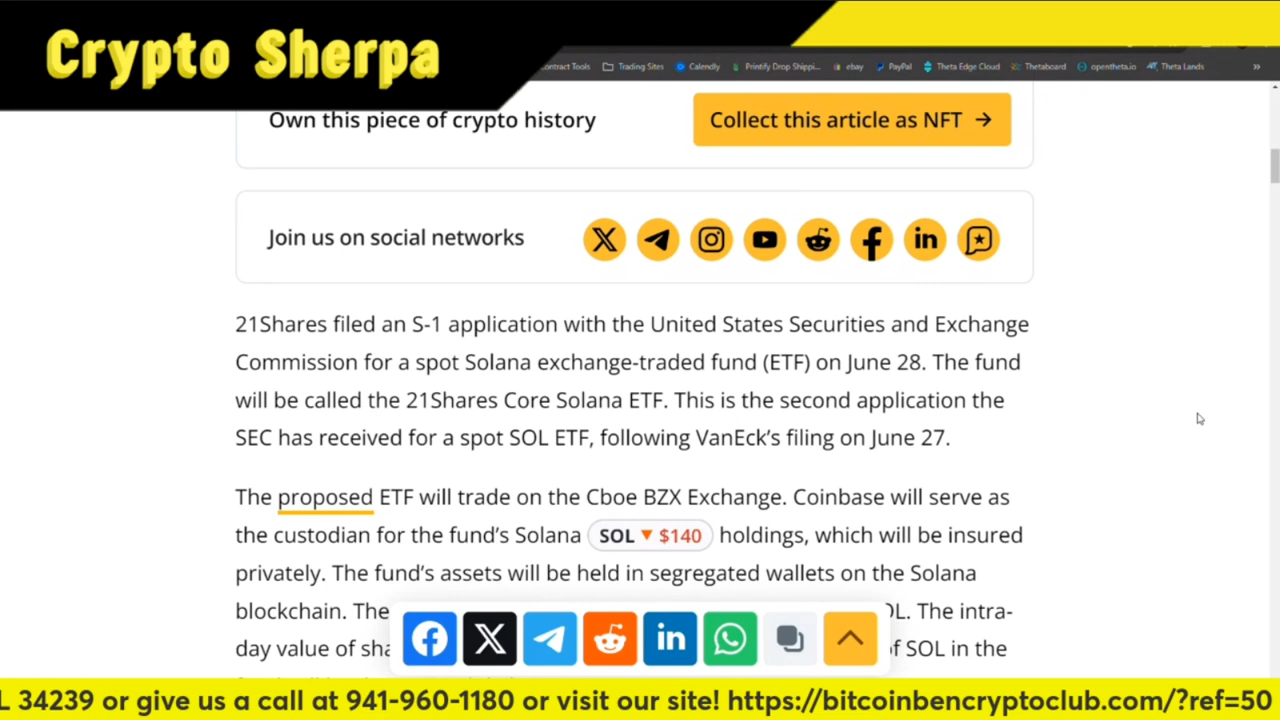 Crypto Sherpa
ontract Tools Trading Sites Calendly Printify Drop Shippi... ebay PayPal Theta Edge Cloud Thetaboard opentheta.io Theta Lands »
Own this piece of crypto history
Collect this article as NFT →
Join us on social networks
21Shares filed an S-1 application with the United States Securities and Exchange
Commission for a spot Solana exchange-traded fund (ETF) on June 28. The fund
will be called the 21Shares Core Solana ETF. This is the second application the
SEC has received for a spot SOL ETF, following VanEck’s filing on June 27.
The proposed ETF will trade on the Cboe BZX Exchange. Coinbase will serve as
the custodian for the fund’s Solana SOL ▼ $140 holdings, which will be insured
privately. The fund’s assets will be held in segregated wallets on the Solana
blockchain. The OL. The intra-
day value of sha of SOL in the
L 34239 or give us a call at 941-960-1180 or visit our site! https://bitcoinbencryptoclub.com/?ref=50